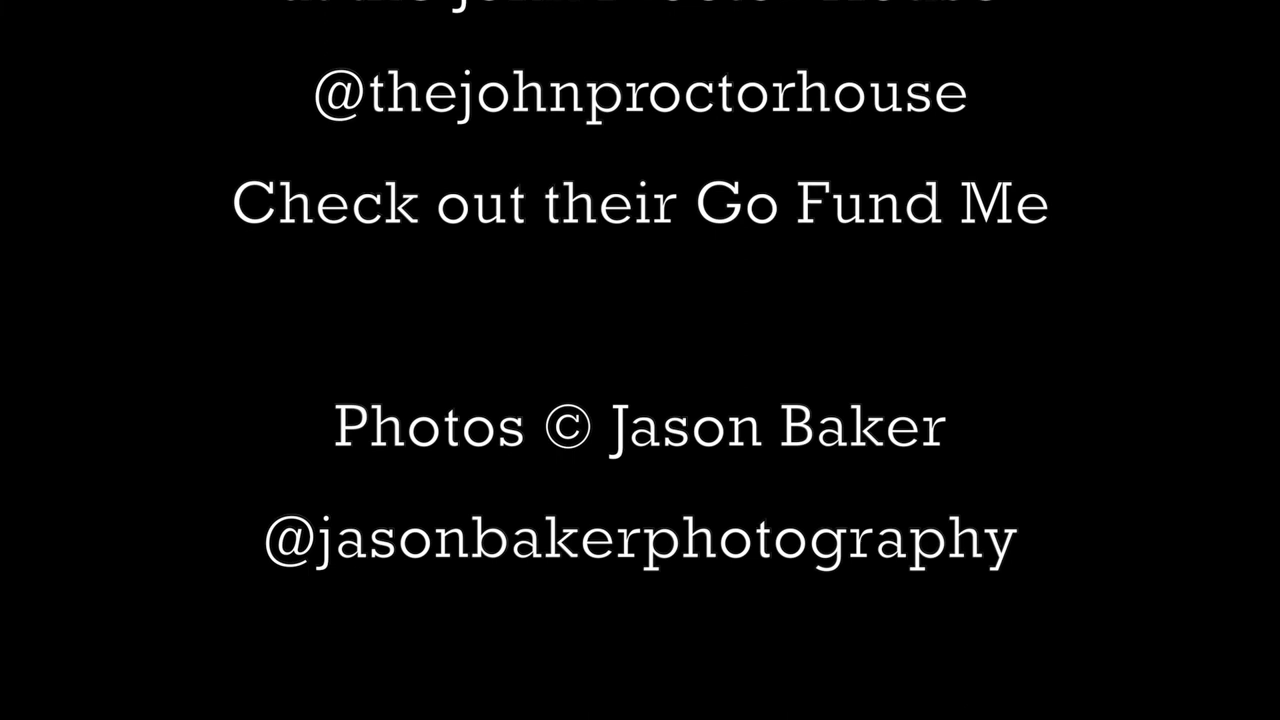 @thejohnproctorhouse
Check out their Go Fund Me
Photos © Jason Baker
@jasonbakerphotography